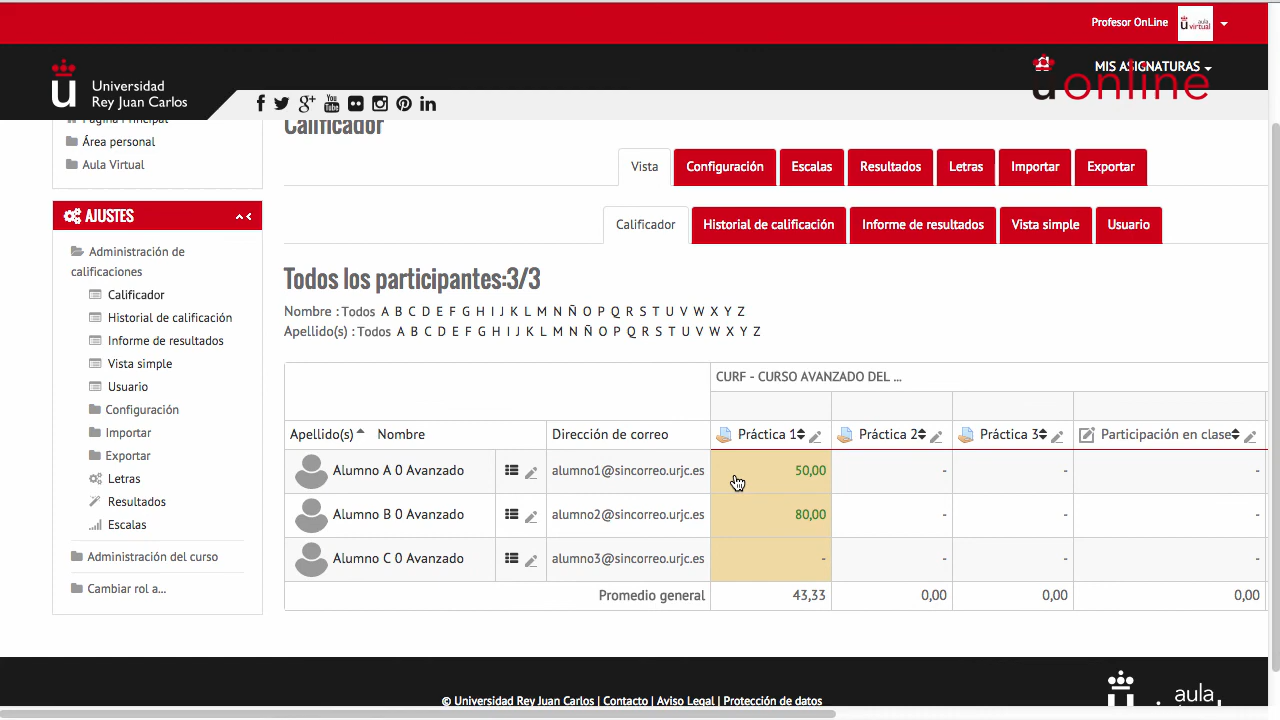 Profesor OnLine
aula virtual
Universidad
Rey Juan Carlos
MIS ASIGNATURAS
online
Página Principal
Área personal
Aula Virtual
AJUSTES
Administración de
calificaciones
Calificador
Historial de calificación
Informe de resultados
Vista simple
Usuario
Configuración
Importar
Exportar
Letras
Resultados
Escalas
Administración del curso
Cambiar rol a...
Calificador
Vista Configuración Escalas Resultados Letras Importar Exportar
Calificador Historial de calificación Informe de resultados Vista simple Usuario
Todos los participantes:3/3
Nombre : Todos A B C D E F G H I J K L M N Ñ O P Q R S T U V W X Y Z
Apellido(s) : Todos A B C D E F G H I J K L M N Ñ O P Q R S T U V W X Y Z
CURF - CURSO AVANZADO DEL ...
Apellido(s) Nombre Dirección de correo Práctica 1 Práctica 2 Práctica 3 Participación en clase
Alumno A 0 Avanzado alumno1@sincorreo.urjc.es 50,00 - - -
Alumno B 0 Avanzado alumno2@sincorreo.urjc.es 80,00 - - -
Alumno C 0 Avanzado alumno3@sincorreo.urjc.es - - - -
Promedio general 43,33 0,00 0,00 0,00
© Universidad Rey Juan Carlos | Contacto | Aviso Legal | Protección de datos
aula